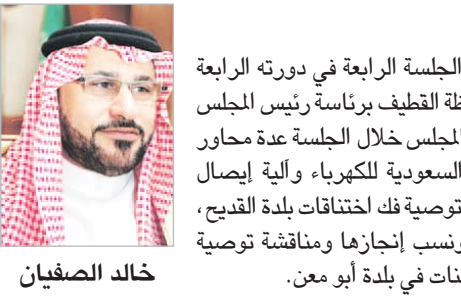 الجلسة الرابعة في دورته الرابعة
ظة القطيف برئاسة رئيس المجلس
لمجلس خلال الجلسة عدة محاور
السعودية للكهرباء وآلية إيصال
توصية فك اختناقات بلدة القديح،
ونسب إنجازها ومناقشة توصية
نات في بلدة أبو معن.
خالد الصفيان